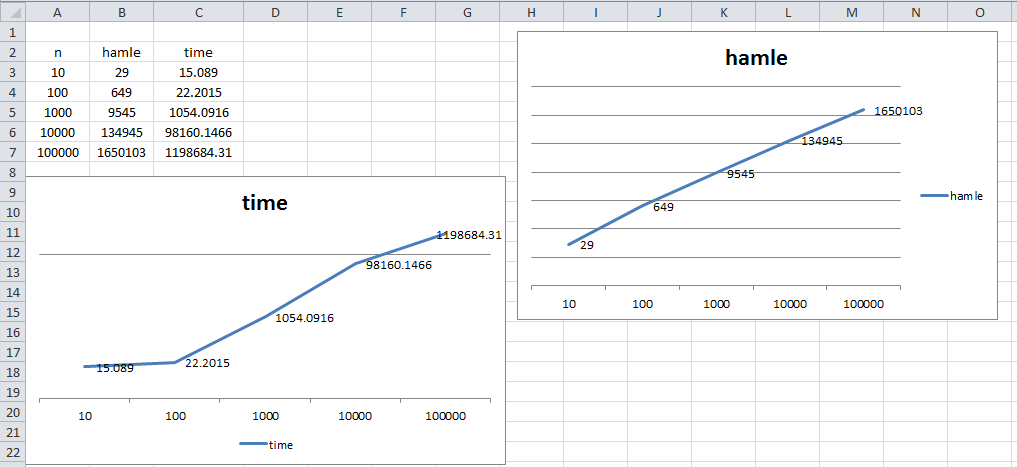 A B C D E F G H I J K L M N O
1
2 n hamle time
3 10 29 15.089
4 100 649 22.2015
5 1000 9545 1054.0916
6 10000 134945 98160.1466
7 100000 1650103 1198684.31
8
9
10
11
12
13
14
15
16
17
18
19
20
21
22
time
1198684.31
98160.1466
1054.0916
22.2015
15.089
10 100 1000 10000 100000
time
hamle
1650103
134945
9545
649
29
hamle
10 100 1000 10000 100000